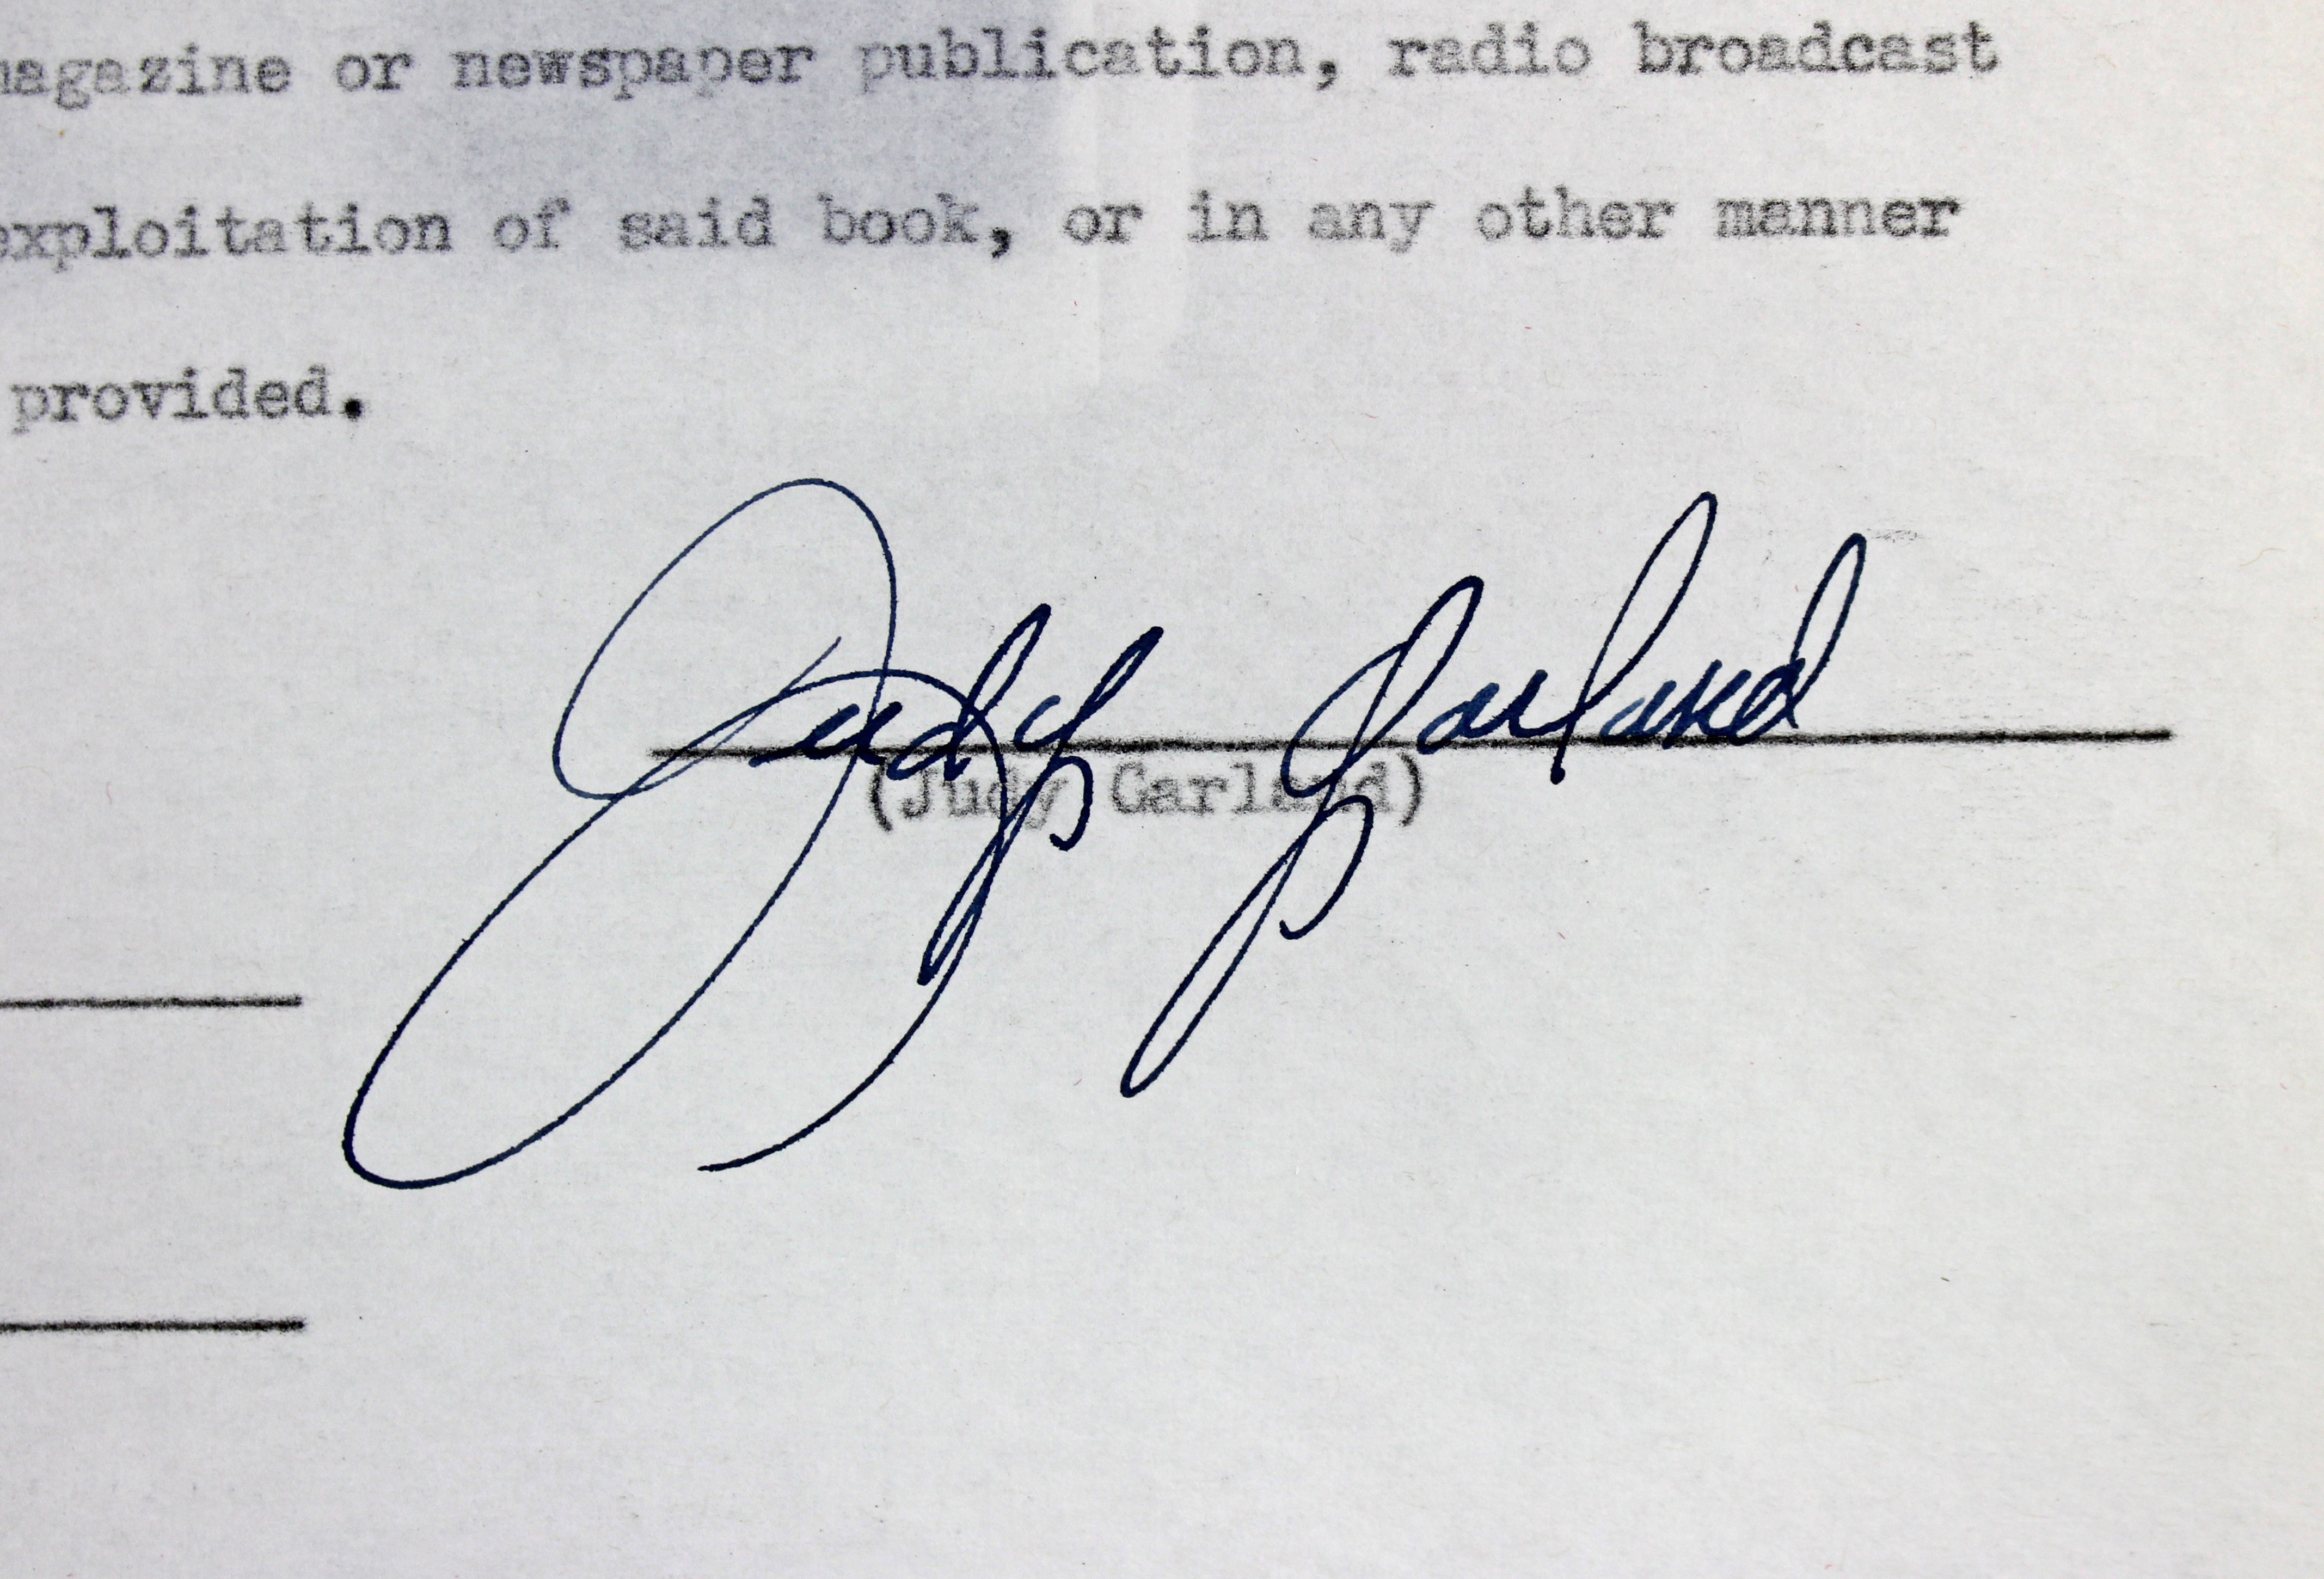 magazine or newspaper publication, radio broadcast
exploitation of said book, or in any other manner
provided.
Judy Garland
(Judy Garland)